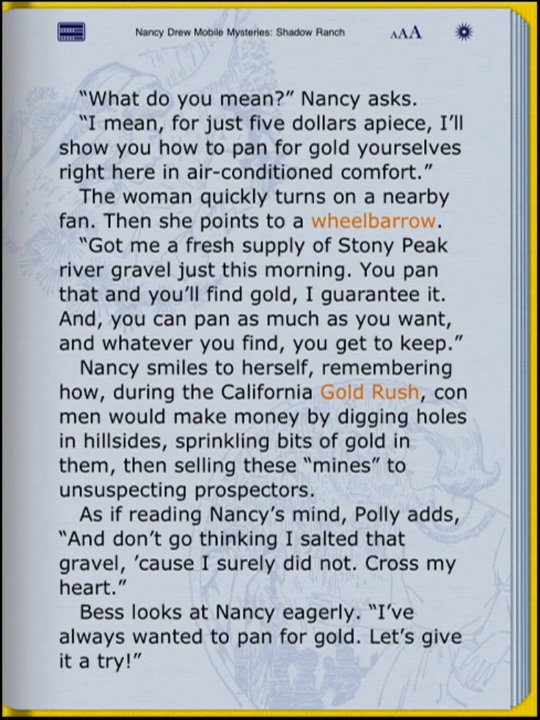 Nancy Drew Mobile Mysteries: Shadow Ranch
AAA
“What do you mean?” Nancy asks.
“I mean, for just five dollars apiece, I’ll
show you how to pan for gold yourselves
right here in air-conditioned comfort.”
The woman quickly turns on a nearby
fan. Then she points to a wheelbarrow.
“Got me a fresh supply of Stony Peak
river gravel just this morning. You pan
that and you’ll find gold, I guarantee it.
And, you can pan as much as you want,
and whatever you find, you get to keep.”
Nancy smiles to herself, remembering
how, during the California Gold Rush, con
men would make money by digging holes
in hillsides, sprinkling bits of gold in
them, then selling these “mines” to
unsuspecting prospectors.
As if reading Nancy’s mind, Polly adds,
“And don’t go thinking I salted that
gravel, ’cause I surely did not. Cross my
heart.”
Bess looks at Nancy eagerly. “I’ve
always wanted to pan for gold. Let’s give
it a try!”